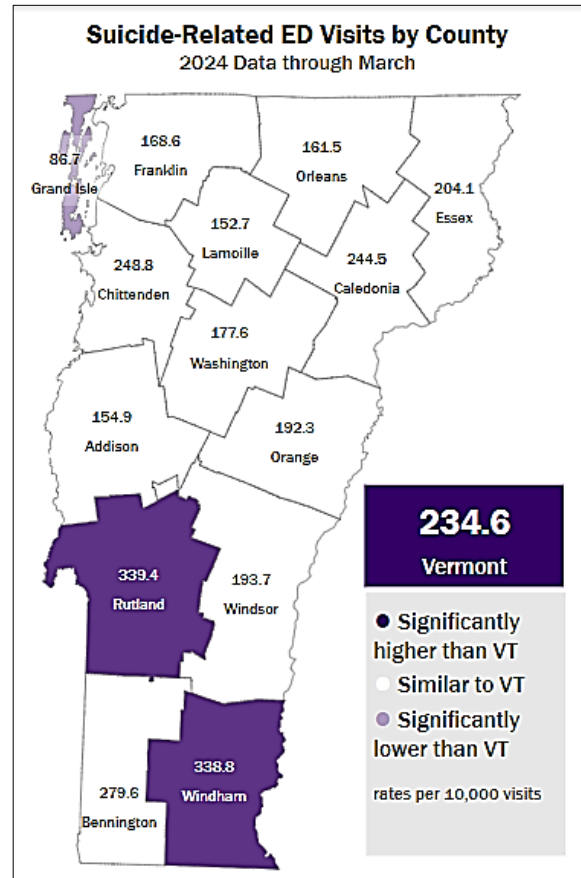 Suicide-Related ED Visits by County
2024 Data through March
86.7
Grand Isle
168.6
Franklin
161.5
Orleans
204.1
Essex
152.7
Lamoille
248.8
Chittenden
244.5
Caledonia
177.6
Washington
154.9
Addison
192.3
Orange
339.4
Rutland
193.7
Windsor
279.6
Bennington
338.8
Windham
234.6
Vermont
Significantly
higher than VT
Similar to VT
Significantly
lower than VT
rates per 10,000 visits